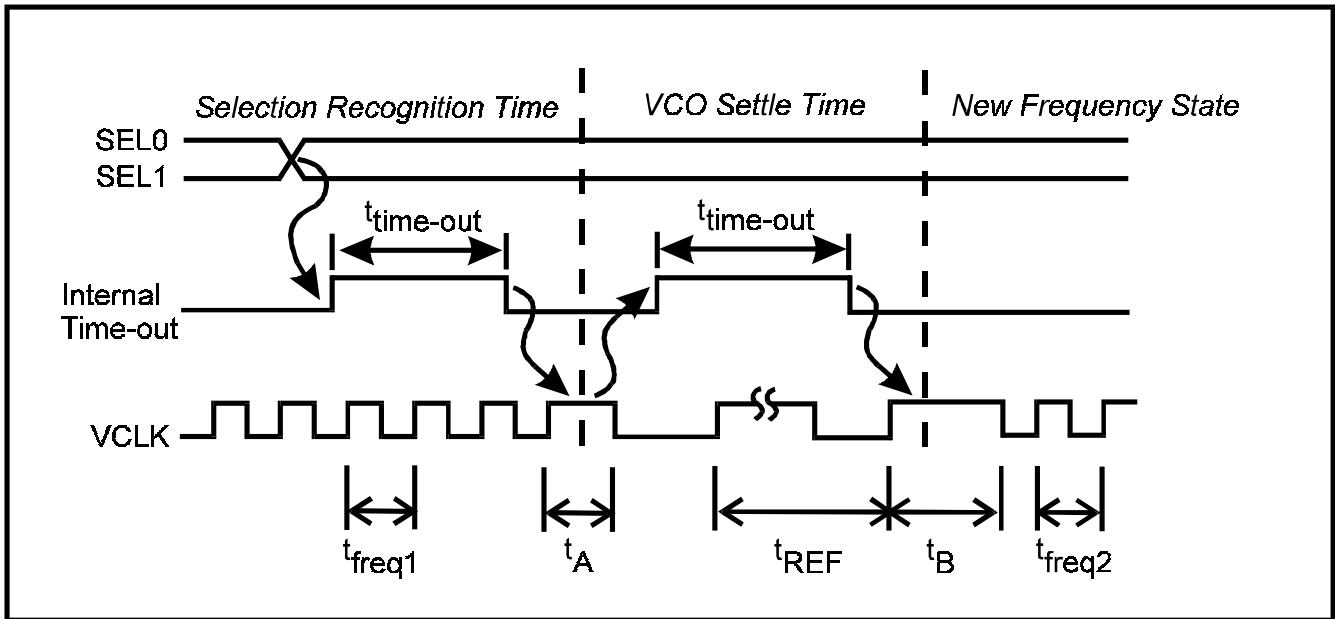 Selection Recognition Time
VCO Settle Time
New Frequency State
SEL0
SEL1
ttime-out
ttime-out
Internal
Time-out
VCLK
tfreq1
tA
tREF
tB
tfreq2